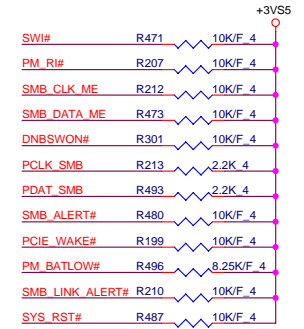 +3VS5
SWI# R471 10K/F_4
PM_RI# R207 10K/F_4
SMB_CLK_ME R212 10K/F_4
SMB_DATA_ME R473 10K/F_4
DNBSWON# R301 10K/F_4
PCLK_SMB R213 2.2K_4
PDAT_SMB R493 2.2K_4
SMB_ALERT# R480 10K/F_4
PCIE_WAKE# R199 10K/F_4
PM_BATLOW# R496 8.25K/F_4
SMB_LINK_ALERT# R210 10K/F_4
SYS_RST# R487 10K/F_4